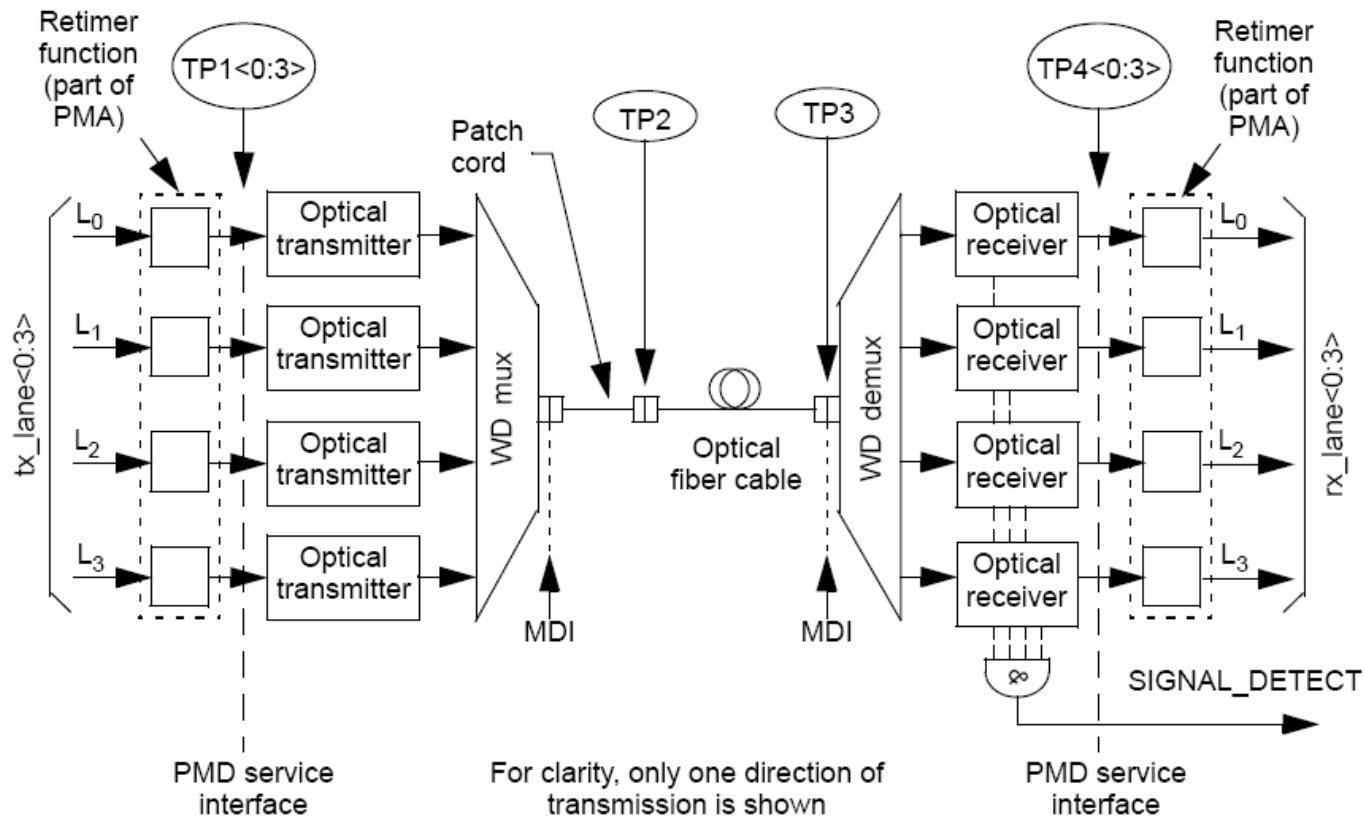 Retimer
function
(part of
PMA)
TP1<0:3>
Patch
cord
TP2
TP3
TP4<0:3>
Retimer
function
(part of
PMA)
tx_lane<0:3>
L0
Optical
transmitter
L1
Optical
transmitter
L2
Optical
transmitter
L3
Optical
transmitter
WD mux
MDI
Optical
fiber cable
MDI
WD demux
Optical
receiver
L0
Optical
receiver
L1
Optical
receiver
L2
Optical
receiver
L3
rx_lane<0:3>
&
SIGNAL_DETECT
PMD service
interface
For clarity, only one direction of
transmission is shown
PMD service
interface